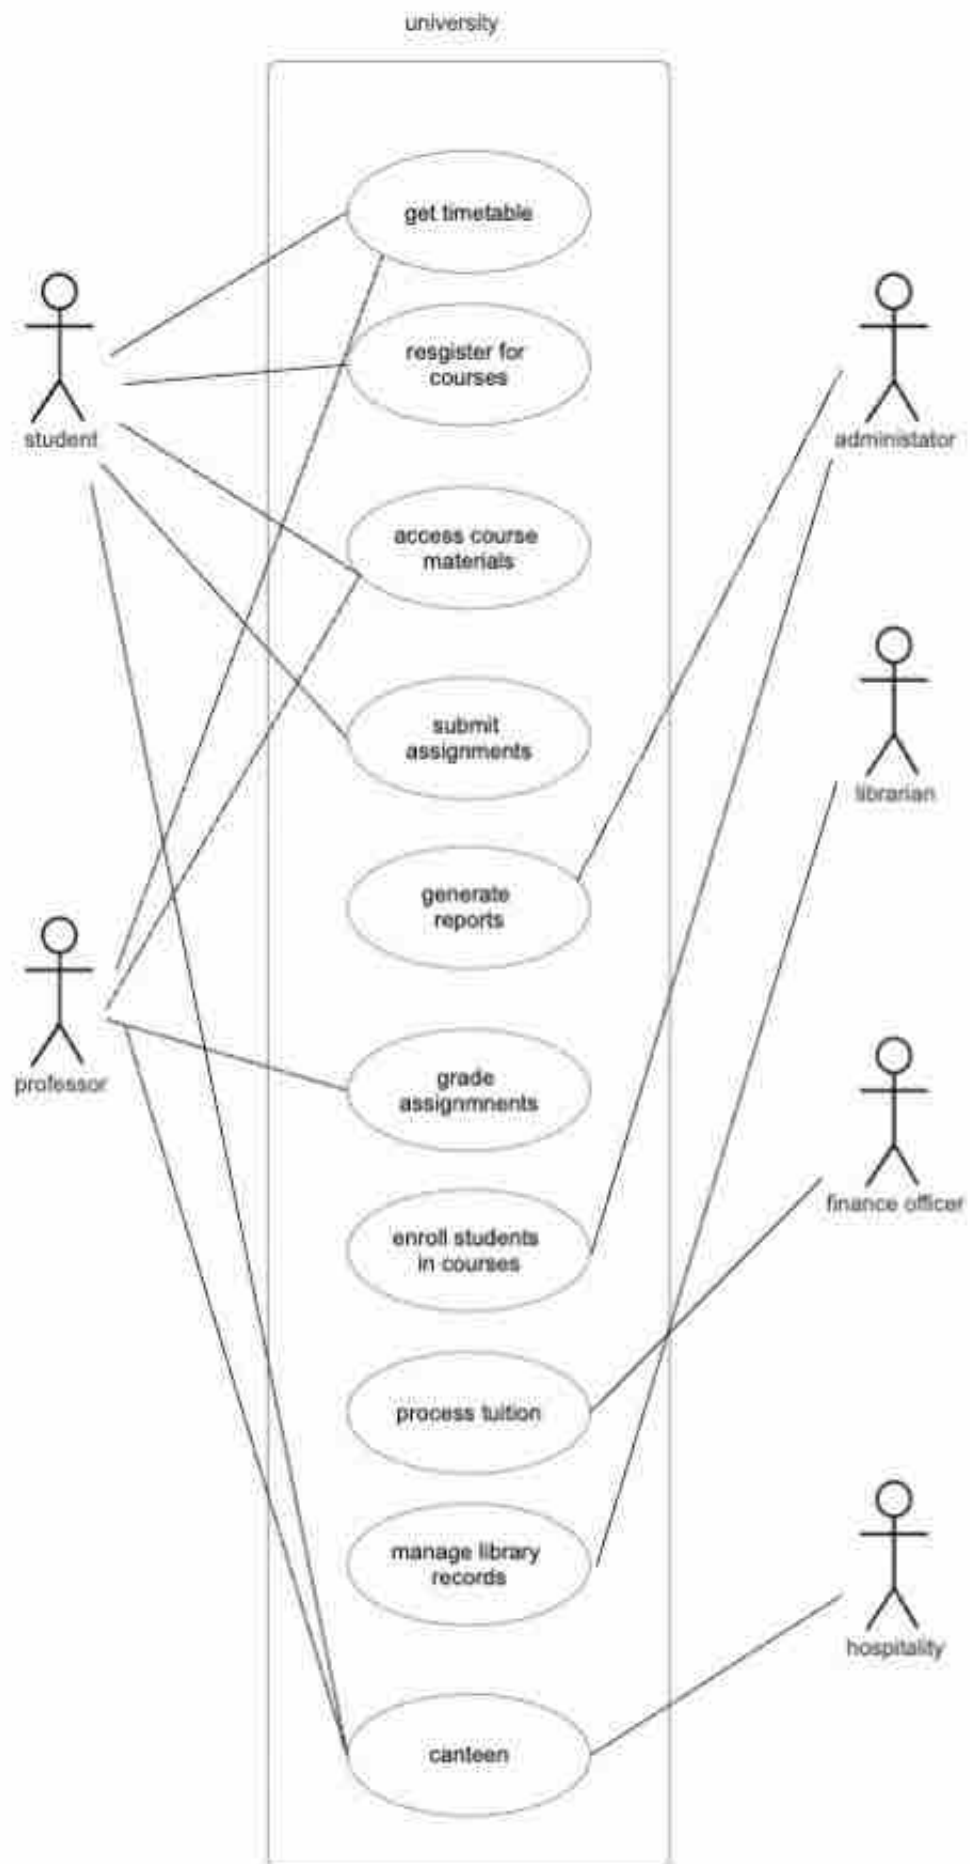 university
get timetable
resgister for
courses
student
administator
access course
materials
submit
assignments
librarian
generate
reports
professor
grade
assignmnents
finance officer
enroll students
in courses
process tuition
manage library
records
hospitality
canteen